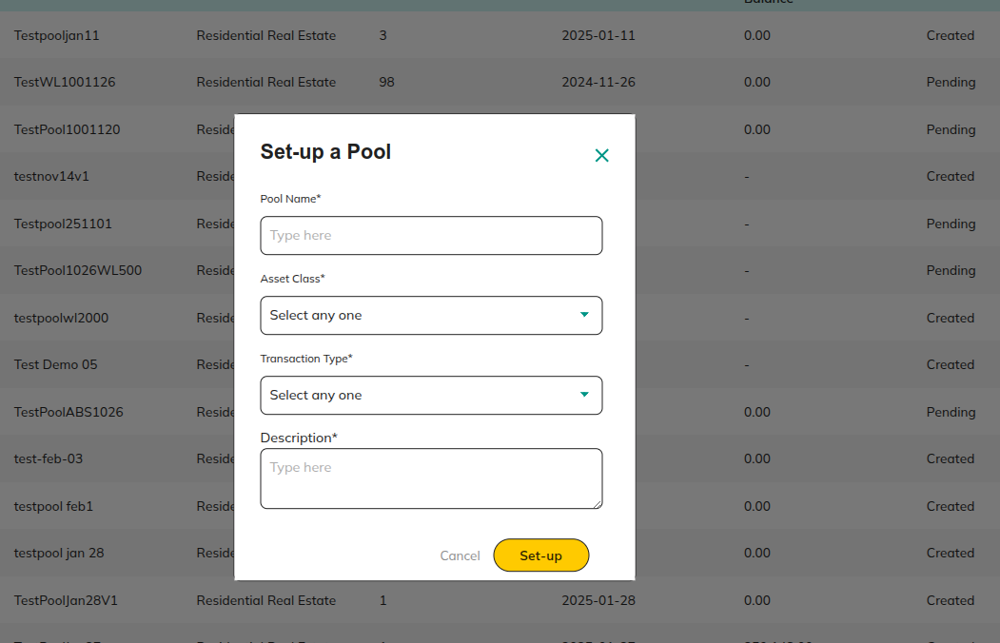 Balance
Testpooljan11 Residential Real Estate 3 2025-01-11 0.00 Created
TestWL1001126 Residential Real Estate 98 2024-11-26 0.00 Pending
TestPool1001120 Reside 0.00 Pending
testnov14v1 Reside - Created
Testpool251101 Reside - Pending
TestPool1026WL500 Reside - Pending
testpoolwl2000 Reside - Created
Test Demo 05 Reside - Created
TestPoolABS1026 Reside 0.00 Pending
test-feb-03 Reside 0.00 Created
testpool feb1 Reside 0.00 Created
testpool jan 28 Reside 0.00 Created
TestPoolJan28V1 Residential Real Estate 1 2025-01-28 0.00 Created
Set-up a Pool
Pool Name*
Type here
Asset Class*
Select any one
Transaction Type*
Select any one
Description*
Type here
Cancel Set-up